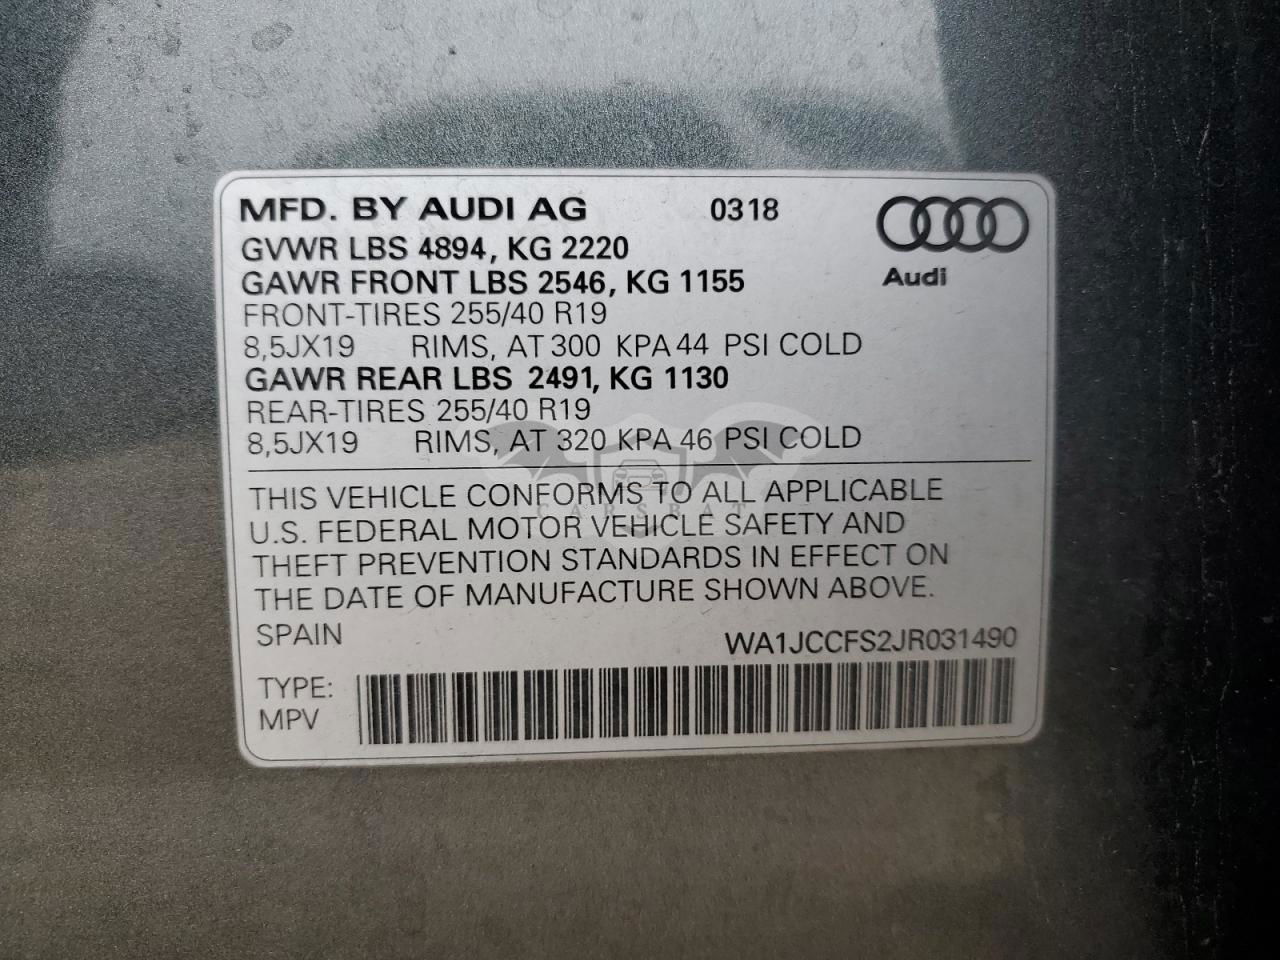 MFD. BY AUDI AG 0318
GVWR LBS 4894, KG 2220
GAWR FRONT LBS 2546, KG 1155
Audi
FRONT-TIRES 255/40 R19
8,5JX19 RIMS, AT 300 KPA 44 PSI COLD
GAWR REAR LBS 2491, KG 1130
REAR-TIRES 255/40 R19
8,5JX19 RIMS, AT 320 KPA 46 PSI COLD
THIS VEHICLE CONFORMS TO ALL APPLICABLE
CARSBAT
U.S. FEDERAL MOTOR VEHICLE SAFETY AND
THEFT PREVENTION STANDARDS IN EFFECT ON
THE DATE OF MANUFACTURE SHOWN ABOVE.
SPAIN WA1JCCFS2JR031490
TYPE:
MPV